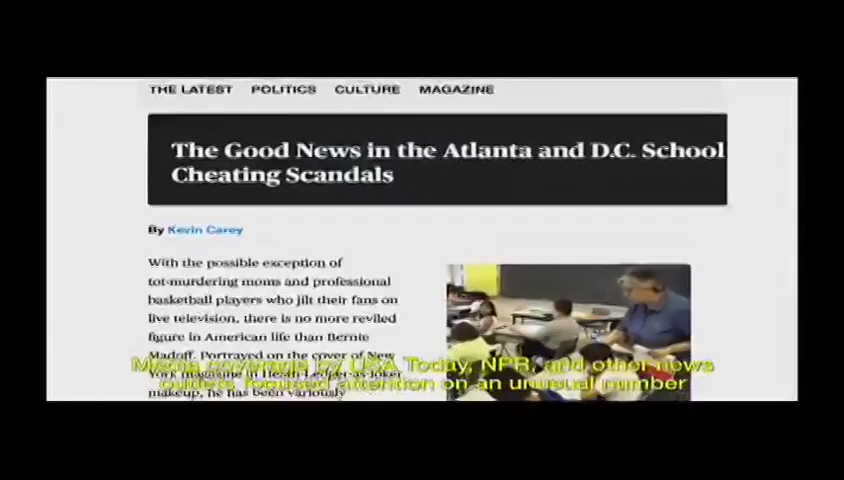 THE LATEST POLITICS CULTURE MAGAZINE
The Good News in the Atlanta and D.C. School
Cheating Scandals
By Kevin Carey
With the possible exception of
tot-murdering moms and professional
basketball players who jilt their fans on
live television, there is no more reviled
figure in American life than Bernie
Madoff. Portrayed on the cover of New
York magazine in Heath Ledger-as-Joker
makeup, he has been variously
Media coverage by USA Today, NPR, and other news
outlets focused attention on an unusual number